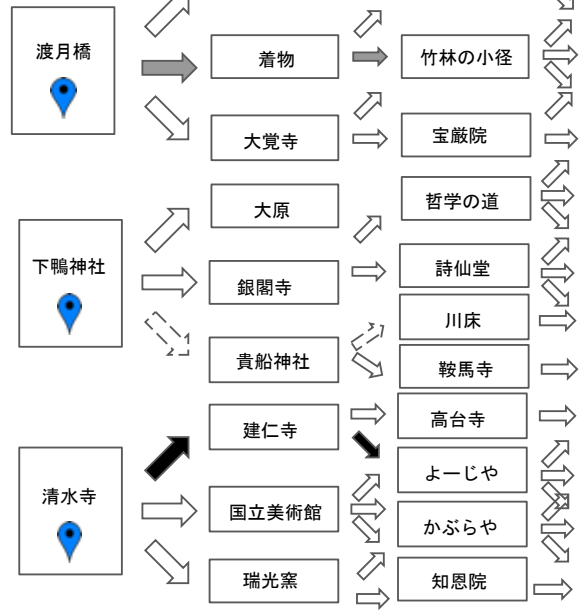 渡月橋
着物
竹林の小径
大覚寺
宝厳院
下鴨神社
大原
哲学の道
銀閣寺
詩仙堂
川床
貴船神社
鞍馬寺
清水寺
建仁寺
高台寺
よーじや
国立美術館
かぶらや
瑞光窯
知恩院